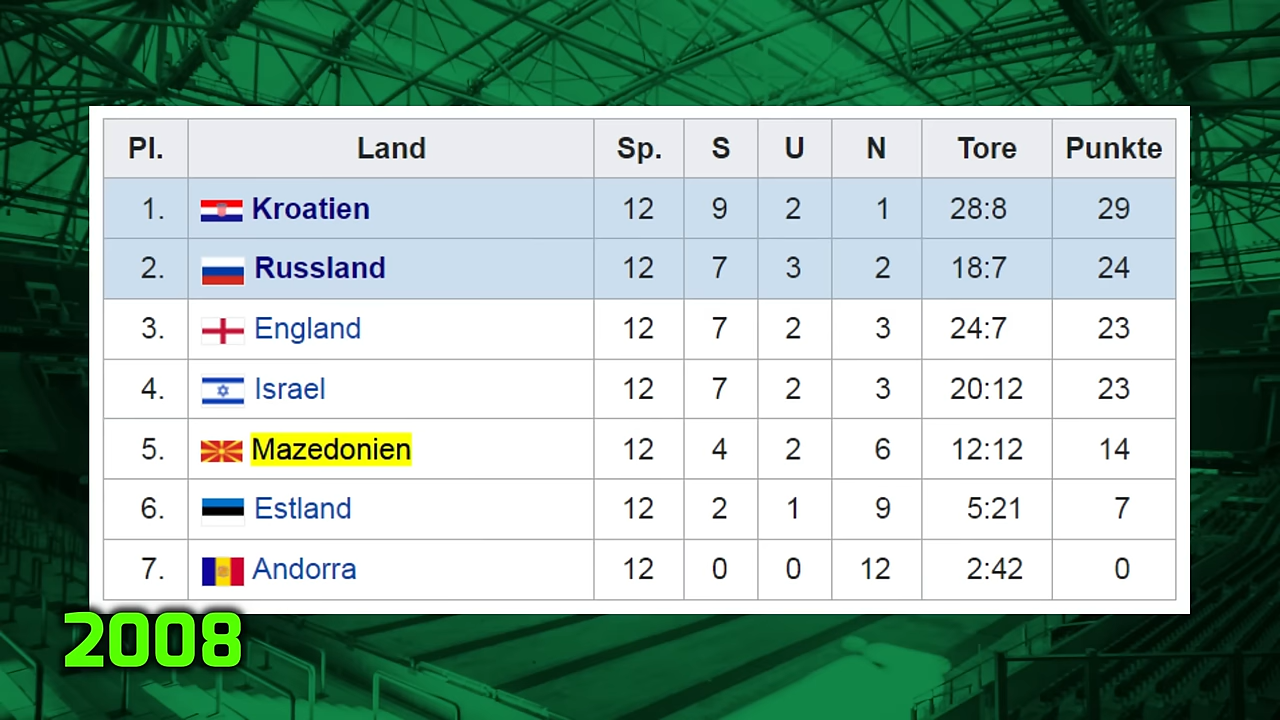 Pl. Land Sp. S U N Tore Punkte
1. Kroatien 12 9 2 1 28:8 29
2. Russland 12 7 3 2 18:7 24
3. England 12 7 2 3 24:7 23
4. Israel 12 7 2 3 20:12 23
5. Mazedonien 12 4 2 6 12:12 14
6. Estland 12 2 1 9 5:21 7
7. Andorra 12 0 0 12 2:42 0
2008